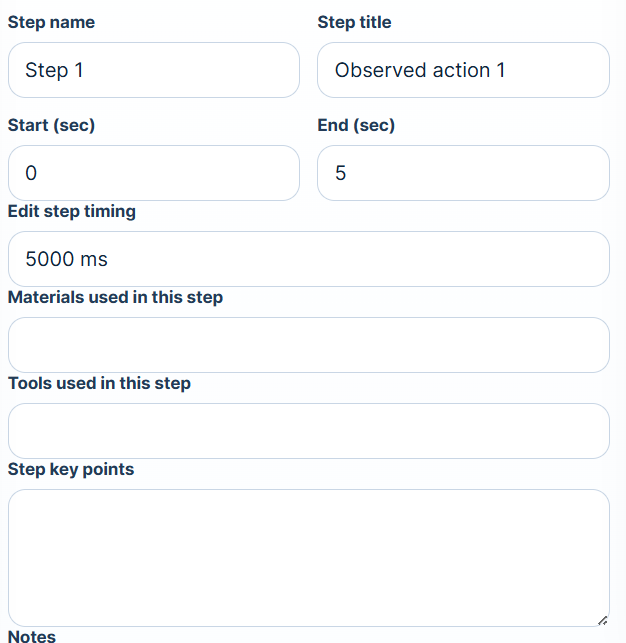 Step name Step title
Step 1 Observed action 1
Start (sec) End (sec)
0 5
Edit step timing
5000 ms
Materials used in this step
Tools used in this step
Step key points
Notes